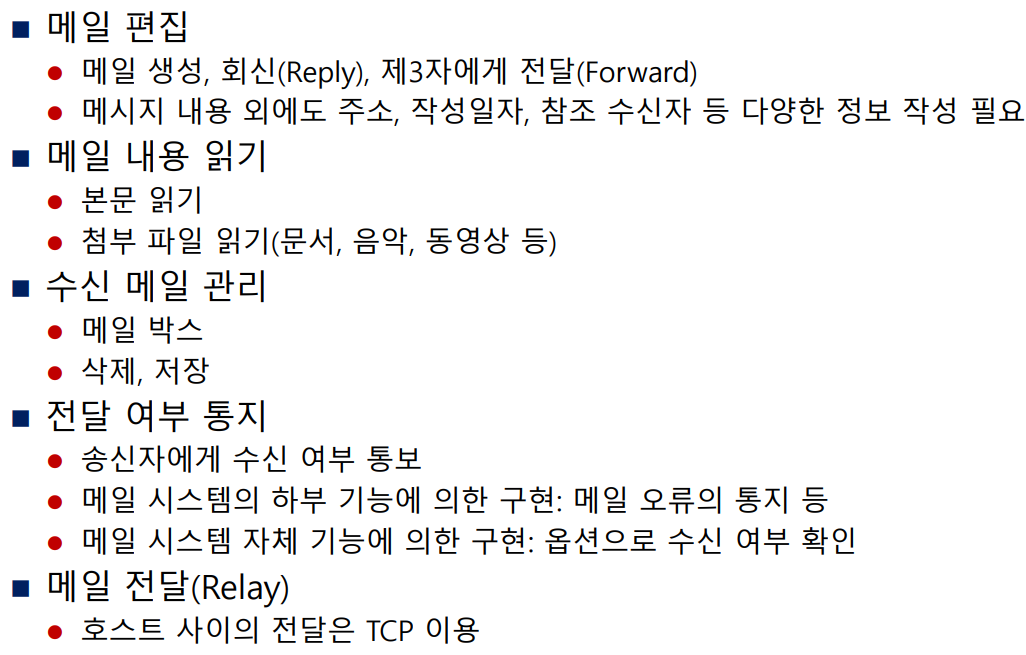 메일 편집
메일 생성, 회신(Reply), 제3자에게 전달(Forward)
메시지 내용 외에도 주소, 작성일자, 참조 수신자 등 다양한 정보 작성 필요
메일 내용 읽기
본문 읽기
첨부 파일 읽기(문서, 음악, 동영상 등)
수신 메일 관리
메일 박스
삭제, 저장
전달 여부 통지
송신자에게 수신 여부 통보
메일 시스템의 하부 기능에 의한 구현: 메일 오류의 통지 등
메일 시스템 자체 기능에 의한 구현: 옵션으로 수신 여부 확인
메일 전달(Relay)
호스트 사이의 전달은 TCP 이용